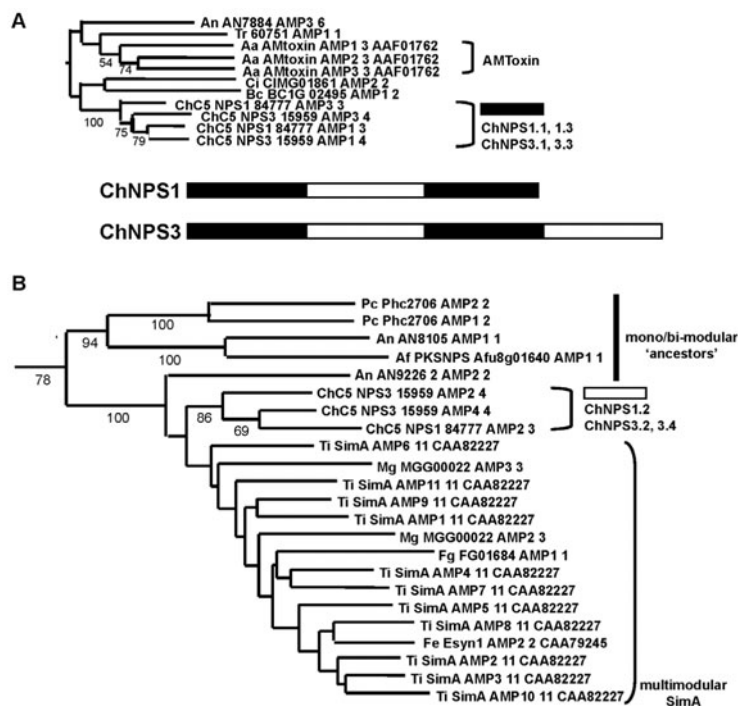 A
An AN7884 AMP3 6
Tr 60751 AMP1 1
Aa AMtoxin AMP1 3 AAF01762
54
Aa AMtoxin AMP2 3 AAF01762
74
Aa AMtoxin AMP3 3 AAF01762
AMToxin
Ci CIMG01861 AMP2 2
Bc BC1G 02495 AMP1 2
ChC5 NPS1 84777 AMP3 3
100
ChC5 NPS3 15959 AMP3 4
75
ChC5 NPS1 84777 AMP1 3
79
ChC5 NPS3 15959 AMP1 4
ChNPS1.1, 1.3
ChNPS3.1, 3.3
ChNPS1
ChNPS3
B
Pc Phc2706 AMP2 2
100
Pc Phc2706 AMP1 2
94
An AN8105 AMP1 1
100
Af PKSNPS Afu8g01640 AMP1 1
mono/bi-modular
'ancestors'
78
An AN9226 2 AMP2 2
100
ChC5 NPS3 15959 AMP2 4
86
ChC5 NPS3 15959 AMP4 4
69
ChC5 NPS1 84777 AMP2 3
ChNPS1.2
ChNPS3.2, 3.4
Ti SimA AMP6 11 CAA82227
Mg MGG00022 AMP3 3
Ti SimA AMP11 11 CAA82227
Ti SimA AMP9 11 CAA82227
Ti SimA AMP1 11 CAA82227
Mg MGG00022 AMP2 3
Fg FG01684 AMP1 1
Ti SimA AMP4 11 CAA82227
Ti SimA AMP7 11 CAA82227
Ti SimA AMP5 11 CAA82227
Ti SimA AMP8 11 CAA82227
Fe Esyn1 AMP2 2 CAA79245
Ti SimA AMP2 11 CAA82227
Ti SimA AMP3 11 CAA82227
Ti SimA AMP10 11 CAA82227
multimodular
SimA